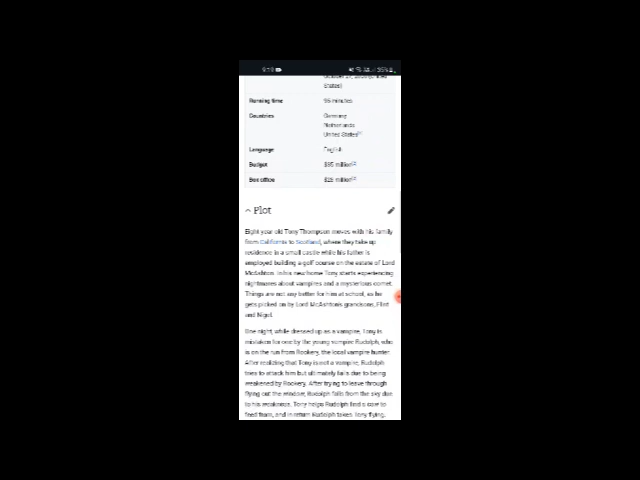 States)
Running time 95 minutes
Countries Germany
Netherlands
United States
Language English
Budget $35 million
Box office $28 million
Plot
Eight year old Tony Thompson moves with his family
from California to Scotland, where they take up
residence in a small castle while his father is
employed building a golf course on the estate of Lord
McAshton. In his new home Tony starts experiencing
nightmares about vampires and a mysterious comet.
Things are not any better for him at school, as he
gets picked on by Lord McAshton's grandsons, Flint
and Nigel.
One night, while dressed up as a vampire, Tony is
mistaken for one by the young vampire Rudolph, who
is on the run from Rookery, the local vampire hunter.
After realizing that Tony is not a vampire, Rudolph
tries to attack him but ultimately fails due to being
weakened by Rookery. After trying to leave through
flying out the window, Rudolph falls from the sky due
to his weakness. Tony helps Rudolph find a cow to
feed from, and in return Rudolph takes Tony flying.